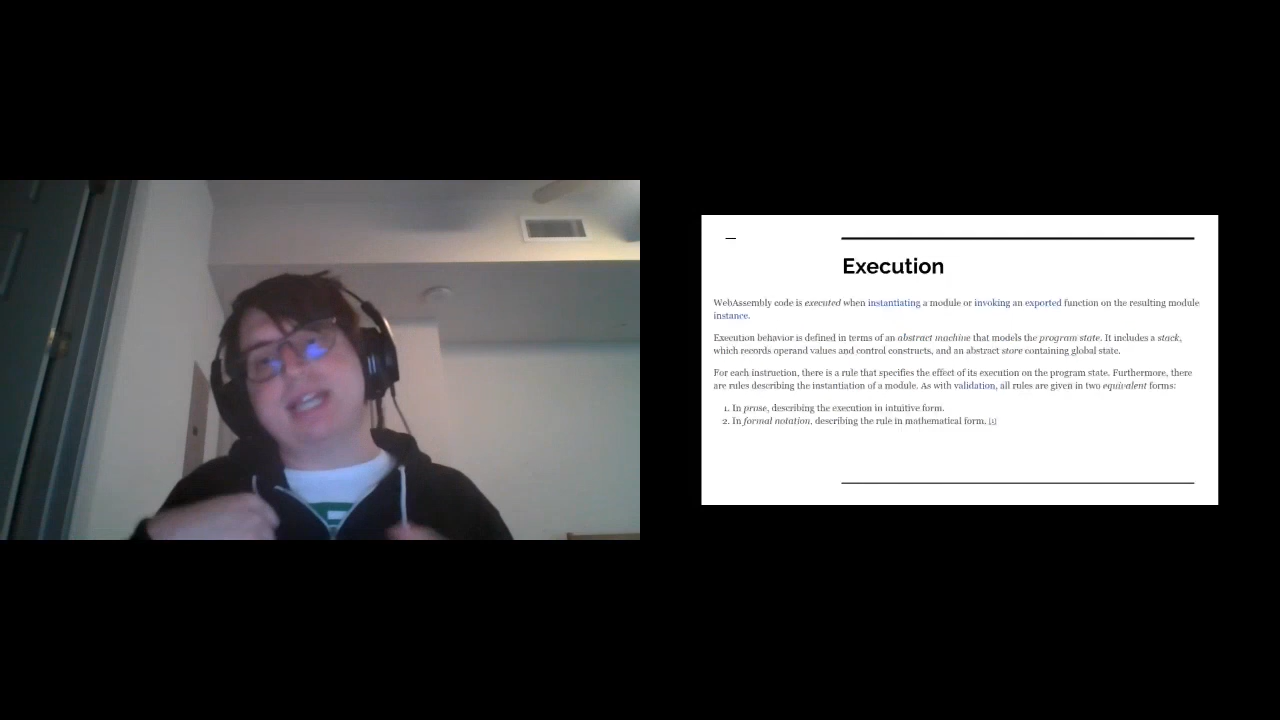 Execution
WebAssembly code is executed when instantiating a module or invoking an exported function on the resulting module
instance.
Execution behavior is defined in terms of an abstract machine that models the program state. It includes a stack,
which records operand values and control constructs, and an abstract store containing global state.
For each instruction, there is a rule that specifies the effect of its execution on the program state. Furthermore, there
are rules describing the instantiation of a module. As with validation, all rules are given in two equivalent forms:
1. In prose, describing the execution in intuitive form.
2. In formal notation, describing the rule in mathematical form. [1]